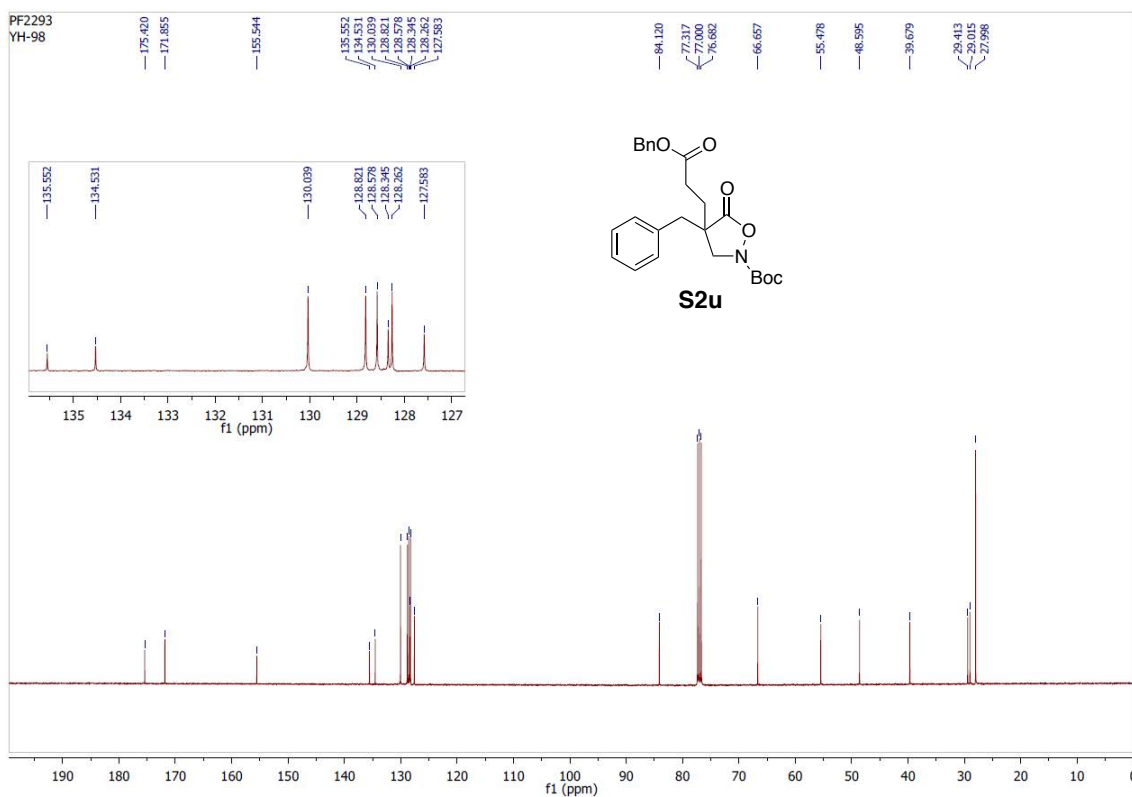 PF2293
YH-98
175.420
171.855
155.544
135.552
134.531
130.039
128.821
128.578
128.345
128.262
127.583
84.120
77.317
77.000
76.682
66.657
55.478
48.595
39.679
29.413
29.015
27.998
135.552
134.531
130.039
128.821
128.578
128.345
128.262
127.583
135 134 133 132 131 130 129 128 127
f1 (ppm)
BnO O
O
O
N
Boc
S2u
190 180 170 160 150 140 130 120 110 100 90 80 70 60 50 40 30 20 10 0
f1 (ppm)